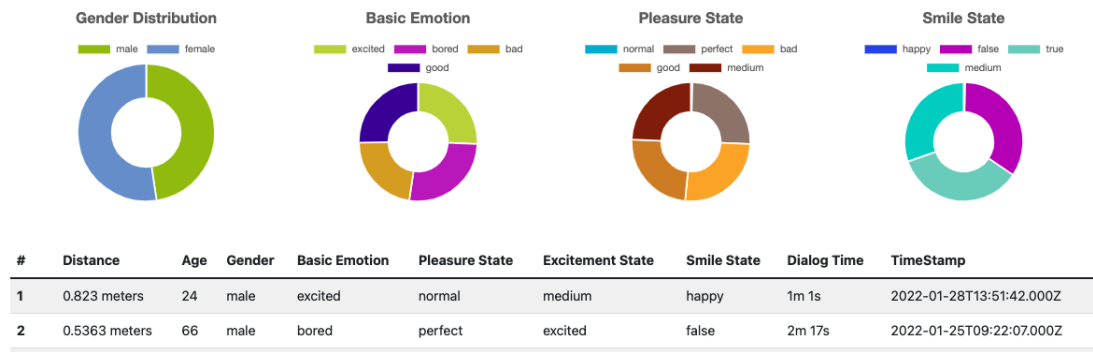 Gender Distribution Basic Emotion Pleasure State Smile State
male female excited bored bad normal perfect bad happy false true
good good medium medium
# Distance Age Gender Basic Emotion Pleasure State Excitement State Smile State Dialog Time TimeStamp
1 0.823 meters 24 male excited normal medium happy 1m 1s 2022-01-28T13:51:42.000Z
2 0.5363 meters 66 male bored perfect excited false 2m 17s 2022-01-25T09:22:07.000Z